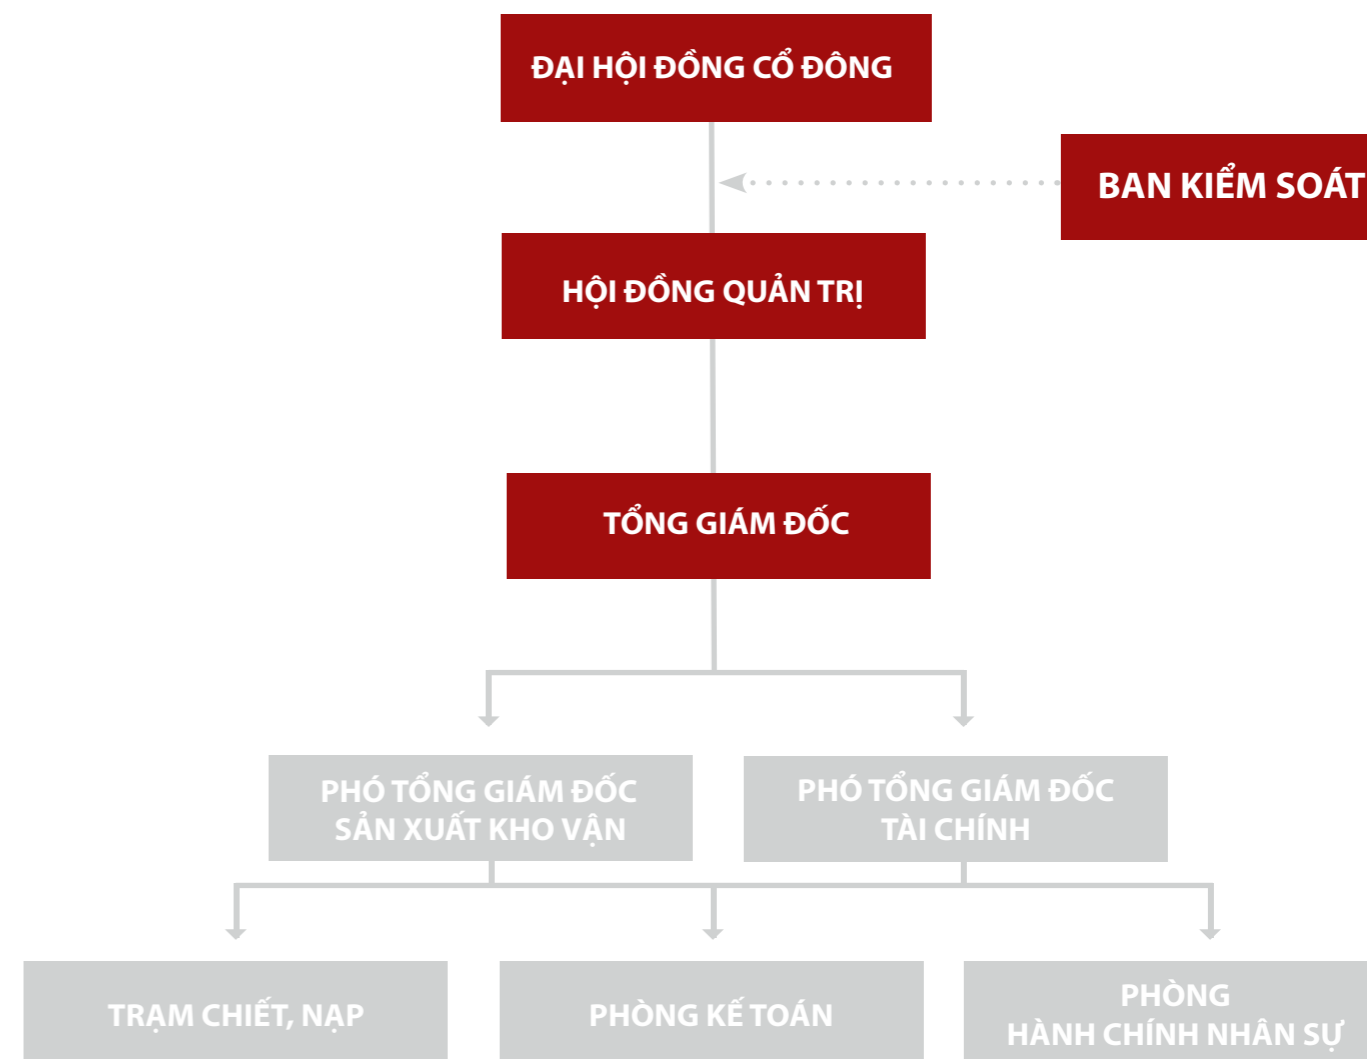 ĐẠI HỘI ĐỒNG CỔ ĐÔNG
BAN KIỂM SOÁT
HỘI ĐỒNG QUẢN TRỊ
TỔNG GIÁM ĐỐC
PHÓ TỔNG GIÁM ĐỐC
SẢN XUẤT KHO VẬN
PHÓ TỔNG GIÁM ĐỐC
TÀI CHÍNH
TRẠM CHIẾT, NẠP
PHÒNG KẾ TOÁN
PHÒNG
HÀNH CHÍNH NHÂN SỰ